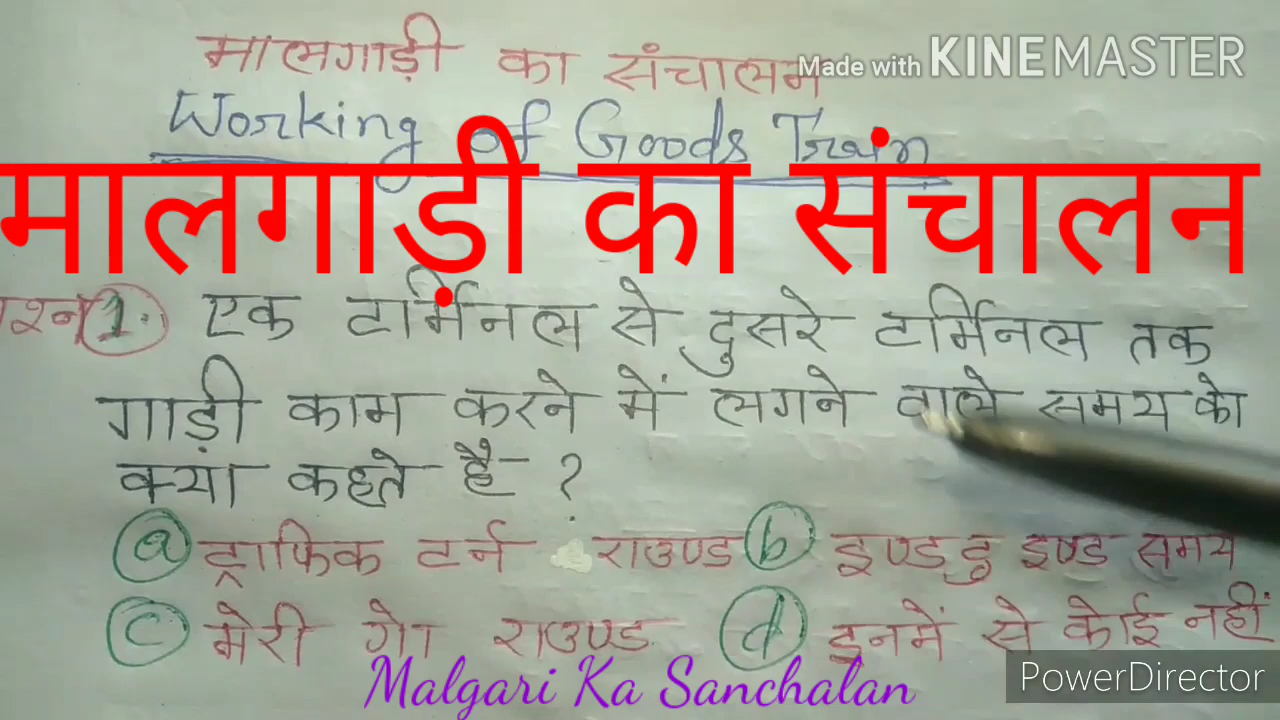 मालगाड़ी का संचालन
Made with KINEMASTER
Working of Goods Train
मालगाड़ी का संचालन
प्रश्न 1. एक टर्मिनल से दुसरे टर्मिनल तक
गाड़ी काम करने में लगने वाले समय को
क्या कहते है ?
(a) ट्राफिक टर्न राउण्ड (b) इण्ड टु इण्ड समय
(c) मेरी गो राउण्ड (d) इनमें से कोई नहीं
Malgari Ka Sanchalan
PowerDirector